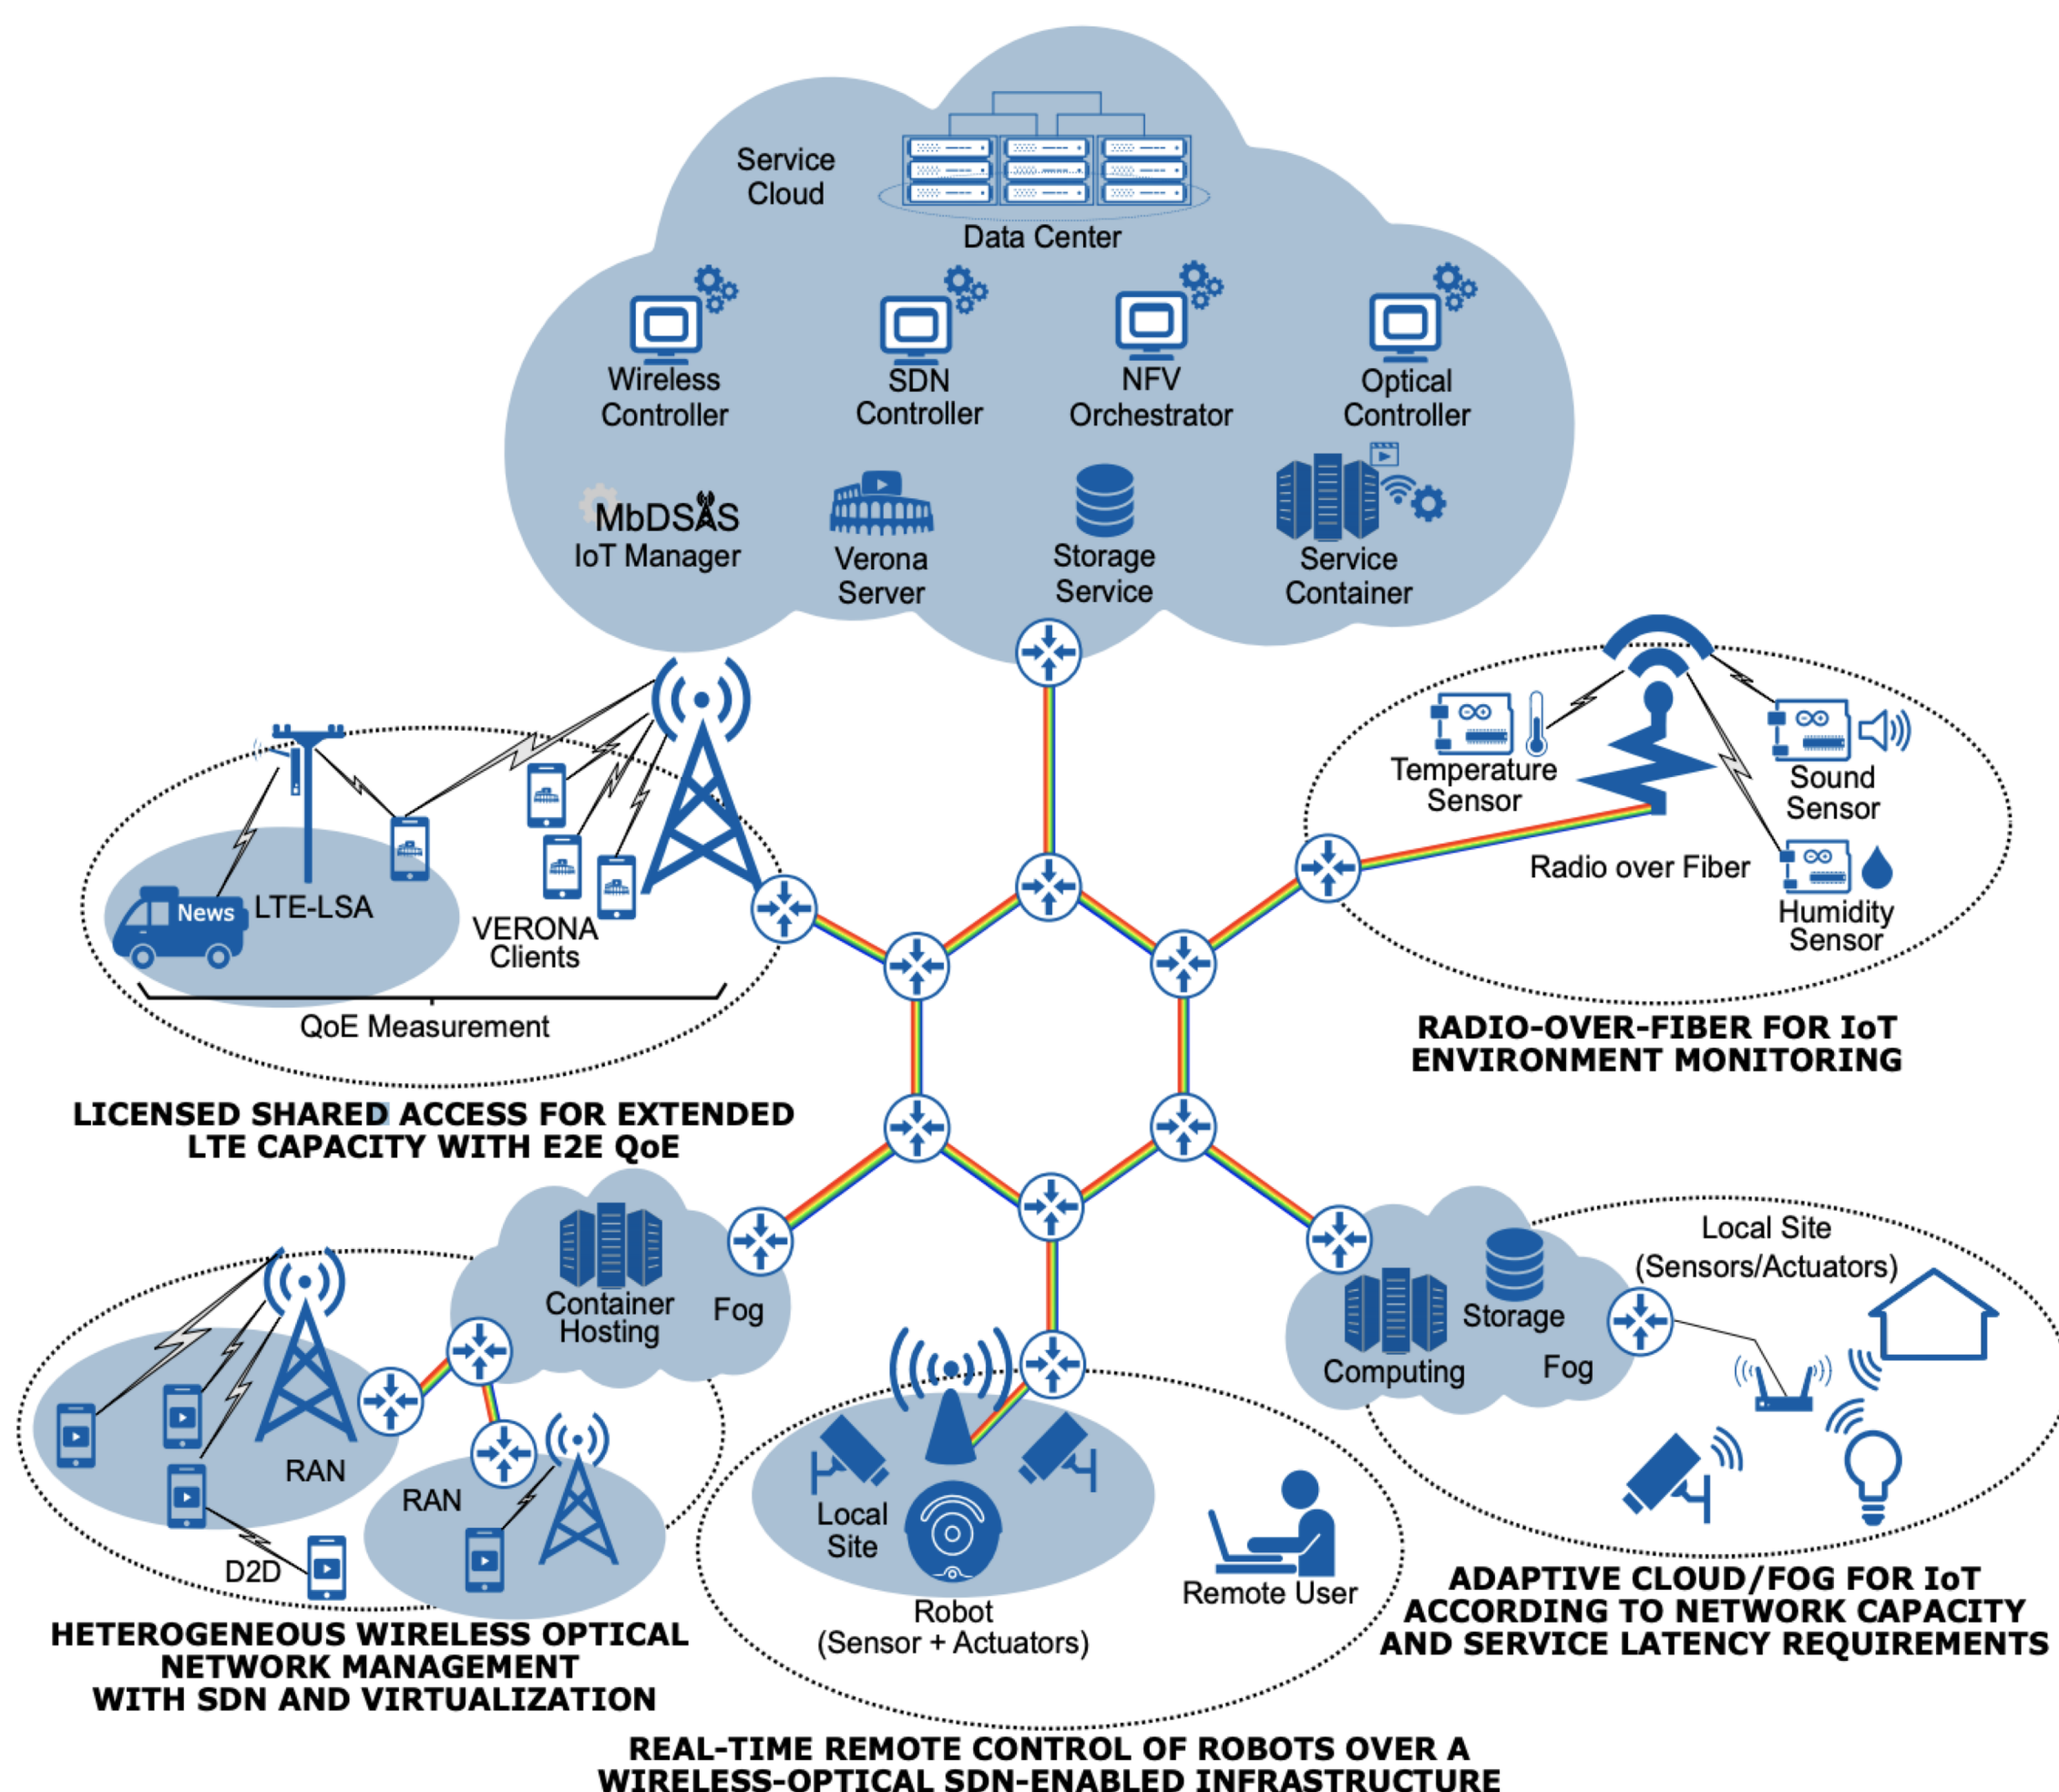 Service
Cloud
Data Center
Wireless
Controller
SDN
Controller
NFV
Orchestrator
Optical
Controller
MbDSAS
IoT Manager
Verona
Server
Storage
Service
Service
Container
LTE-LSA
News
VERONA
Clients
QoE Measurement
LICENSED SHARED ACCESS FOR EXTENDED
LTE CAPACITY WITH E2E QoE
Temperature
Sensor
Sound
Sensor
Radio over Fiber
Humidity
Sensor
RADIO-OVER-FIBER FOR IoT
ENVIRONMENT MONITORING
Container
Hosting
Fog
RAN
RAN
D2D
HETEROGENEOUS WIRELESS OPTICAL
NETWORK MANAGEMENT
WITH SDN AND VIRTUALIZATION
Local
Site
Robot
(Sensor + Actuators)
Remote User
REAL-TIME REMOTE CONTROL OF ROBOTS OVER A
WIRELESS-OPTICAL SDN-ENABLED INFRASTRUCTURE
Local Site
(Sensors/Actuators)
Storage
Computing
Fog
ADAPTIVE CLOUD/FOG FOR IoT
ACCORDING TO NETWORK CAPACITY
AND SERVICE LATENCY REQUIREMENTS